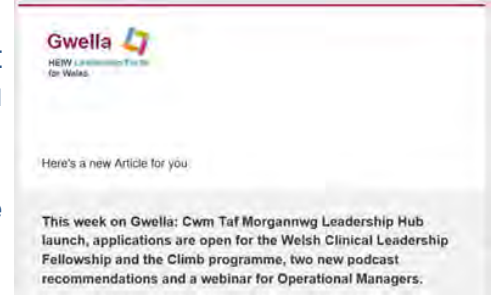 Gwella
HEIW Leadership Portal
for Wales
Here's a new Article for you
This week on Gwella: Cwm Taf Morgannwg Leadership Hub
launch, applications are open for the Welsh Clinical Leadership
Fellowship and the Climb programme, two new podcast
recommendations and a webinar for Operational Managers.